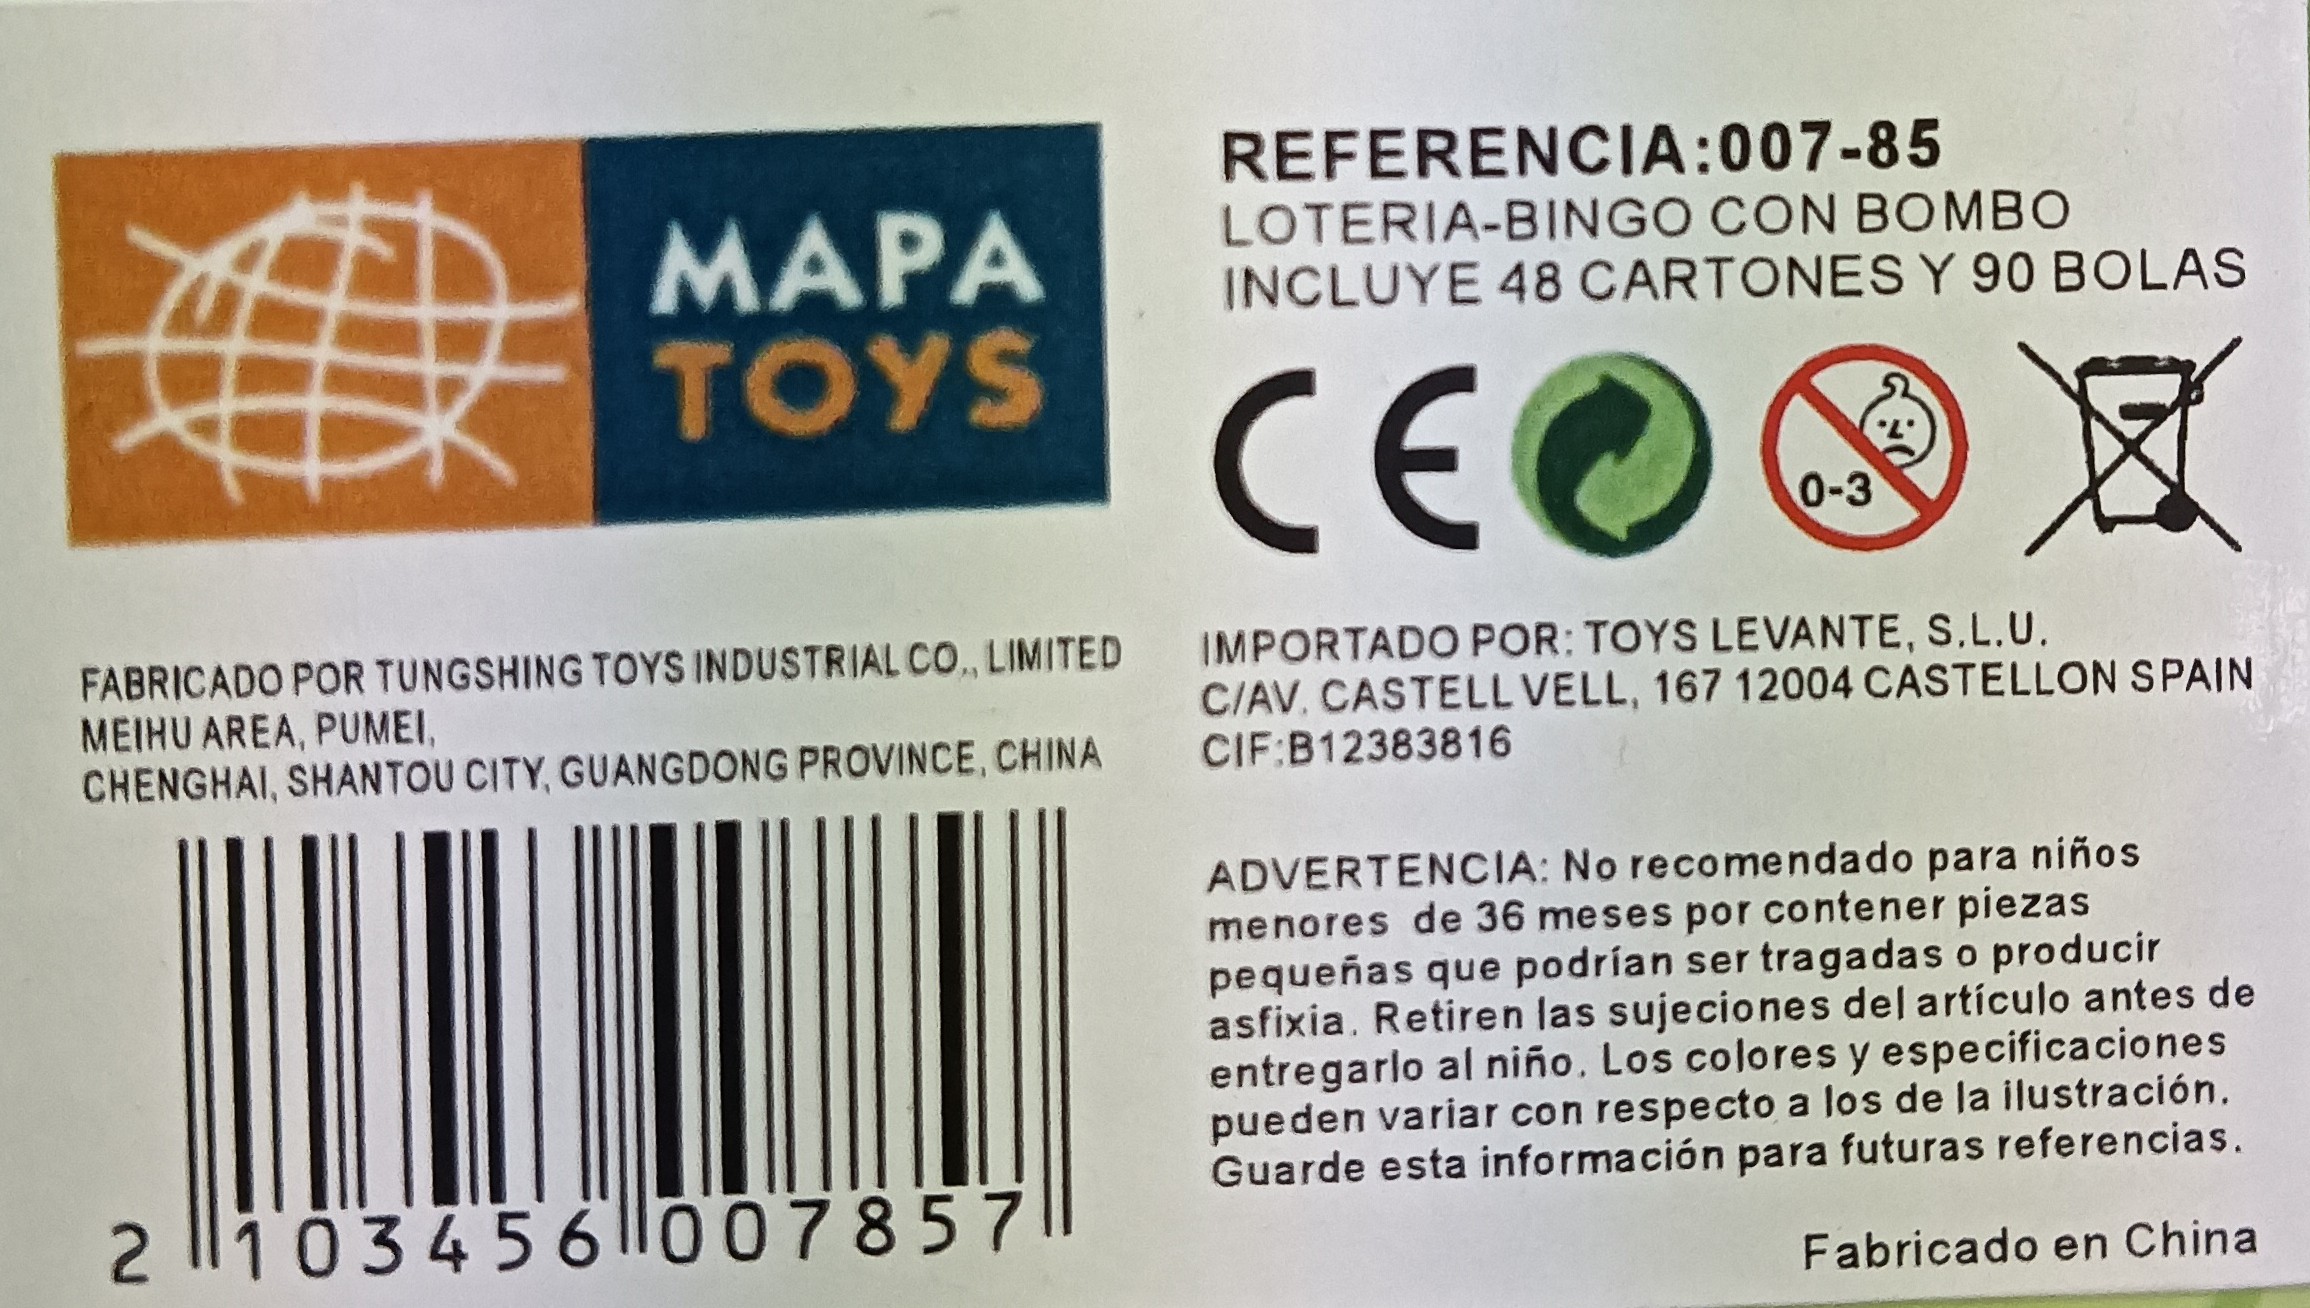 MAPA
TOYS
REFERENCIA:007-85
LOTERIA-BINGO CON BOMBO
INCLUYE 48 CARTONES Y 90 BOLAS
CE
0-3
FABRICADO POR TUNGSHING TOYS INDUSTRIAL CO., LIMITED
MEIHU AREA, PUMEI,
CHENGHAI, SHANTOU CITY, GUANGDONG PROVINCE, CHINA
2 103456 007857
IMPORTADO POR: TOYS LEVANTE, S.L.U.
C/AV. CASTELL VELL, 167 12004 CASTELLON SPAIN
CIF:B12383816
ADVERTENCIA: No recomendado para niños
menores de 36 meses por contener piezas
pequeñas que podrían ser tragadas o producir
asfixia. Retiren las sujeciones del artículo antes de
entregarlo al niño. Los colores y especificaciones
pueden variar con respecto a los de la ilustración.
Guarde esta información para futuras referencias.
Fabricado en China